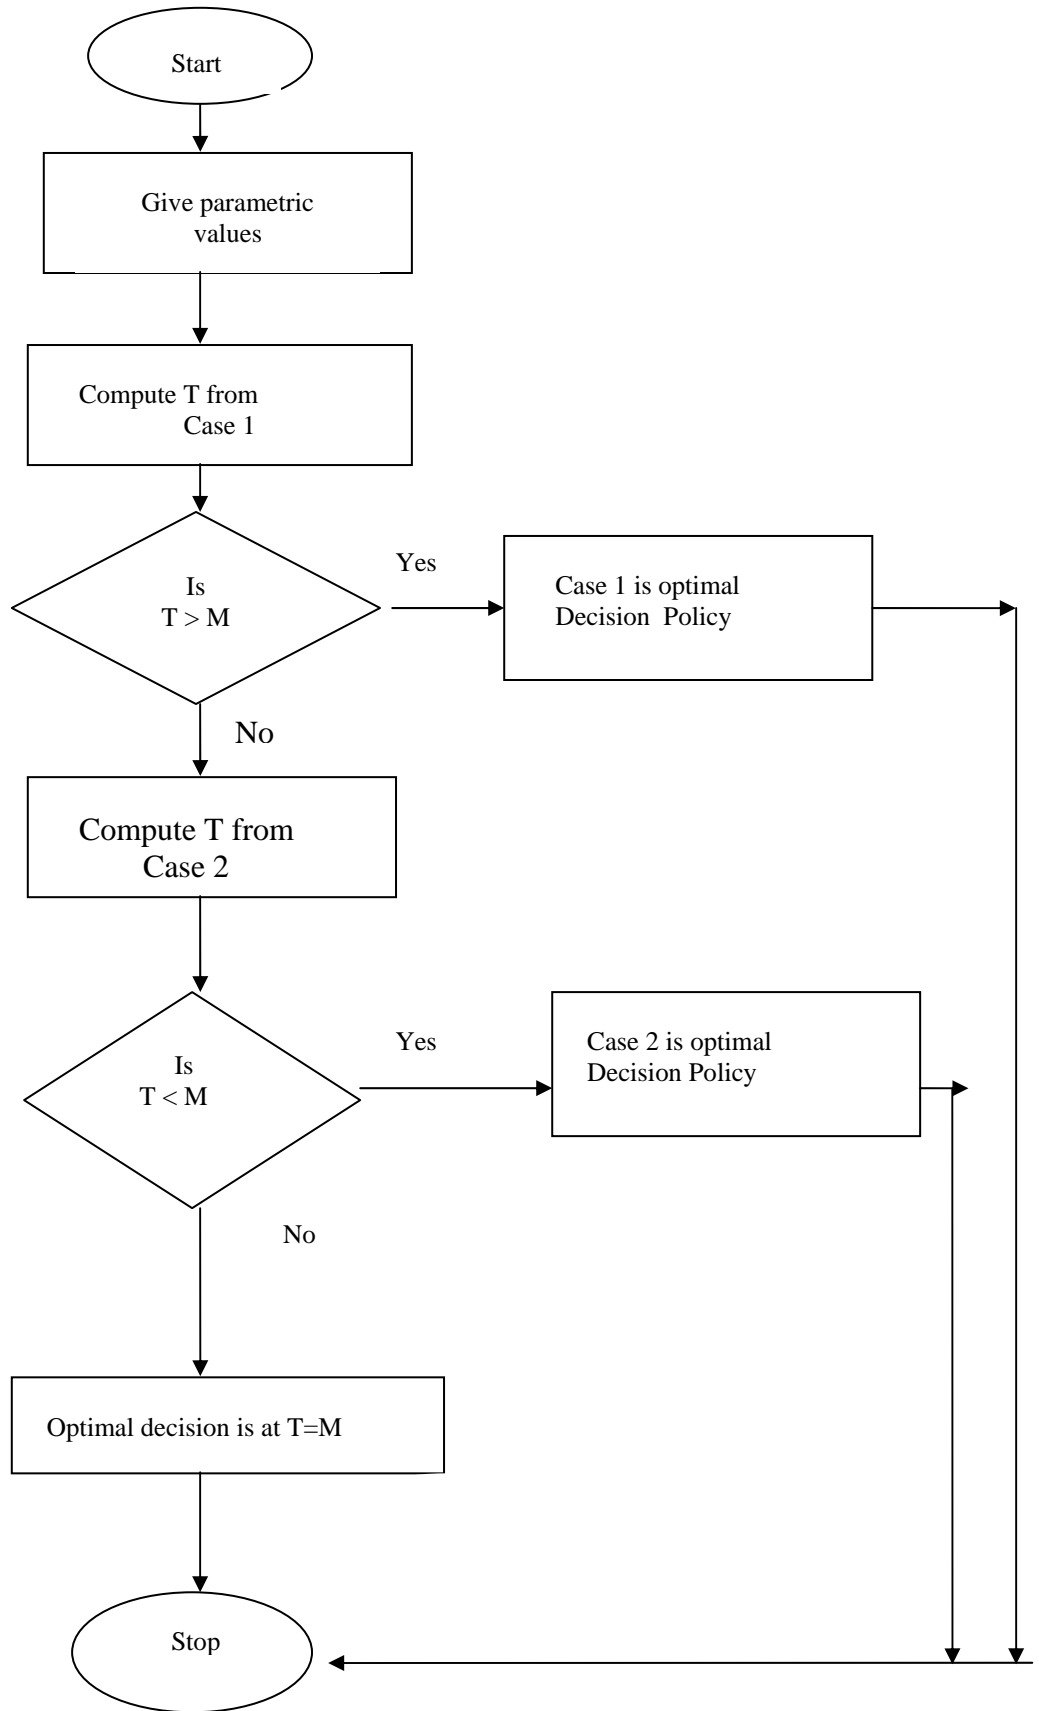 Start
Give parametric
values
Compute T from
Case 1
Is
T > M
Yes
Case 1 is optimal
Decision Policy
No
Compute T from
Case 2
Is
T < M
Yes
Case 2 is optimal
Decision Policy
No
Optimal decision is at T=M
Stop